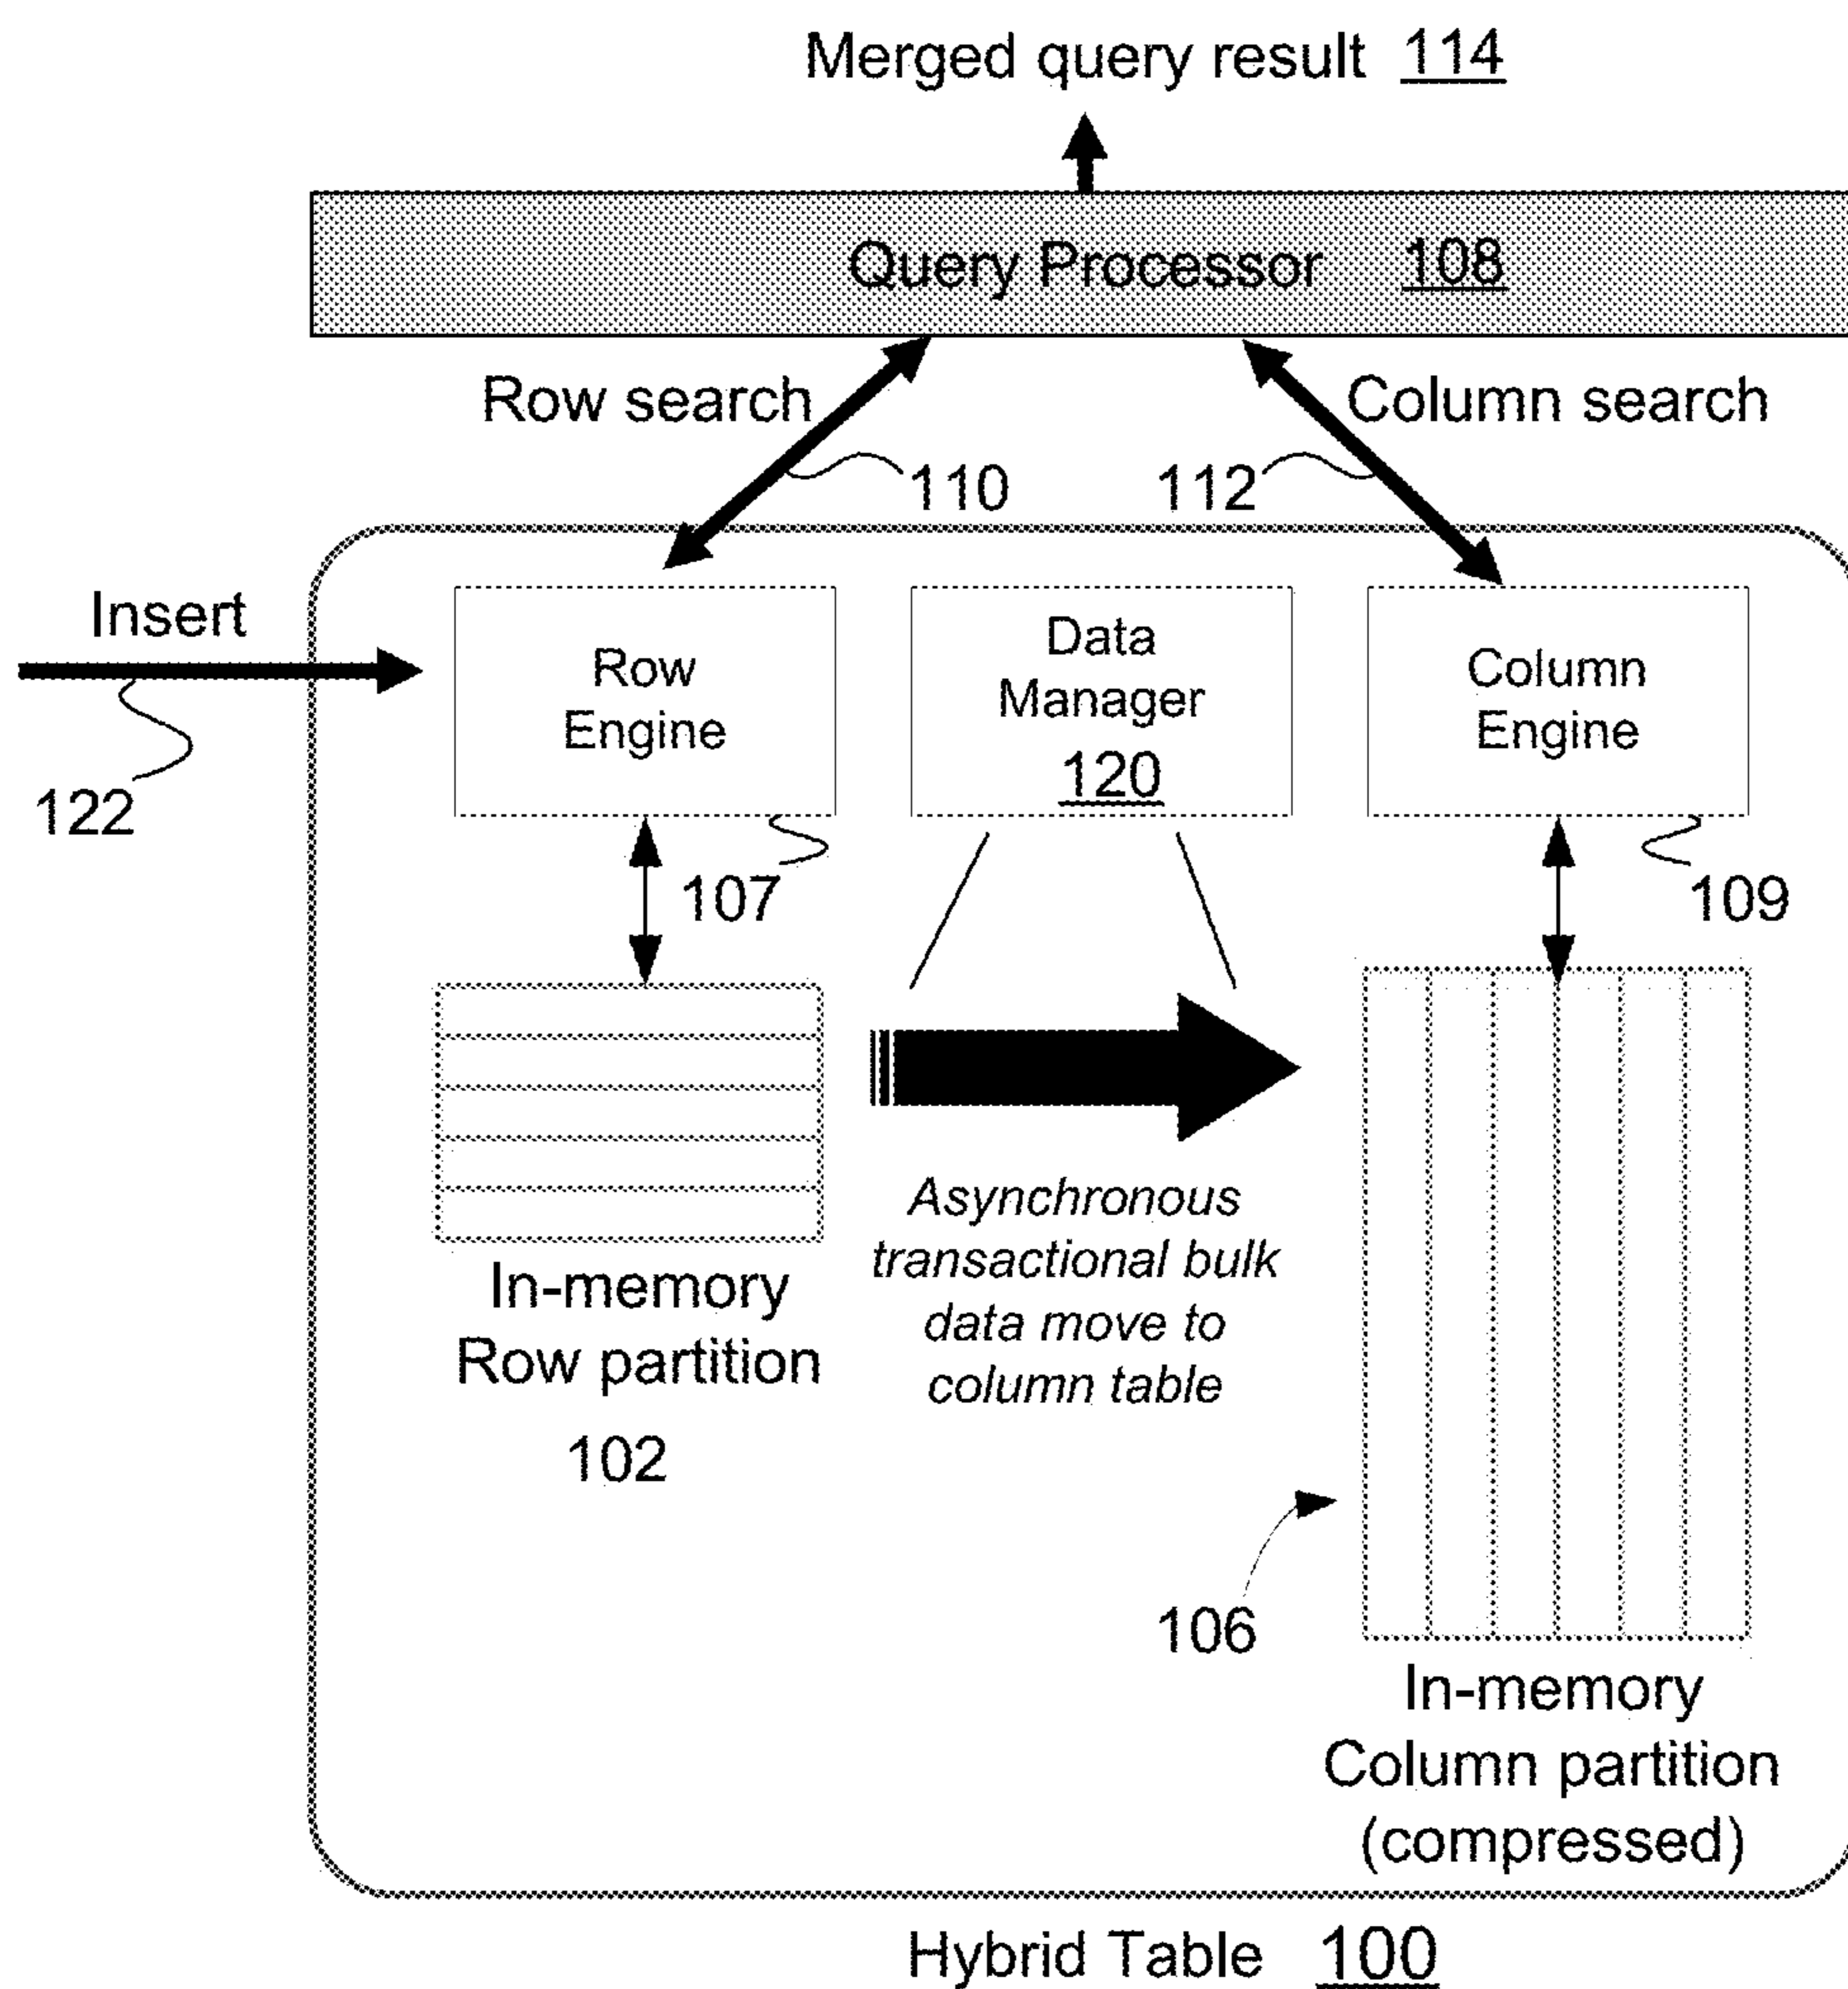 Merged query result 114
Query Processor 108
Row search
Column search
110
112
Insert
122
Row
Engine
Data
Manager
120
Column
Engine
107
109
In-memory
Row partition
102
Asynchronous
transactional bulk
data move to
column table
106
In-memory
Column partition
(compressed)
Hybrid Table 100